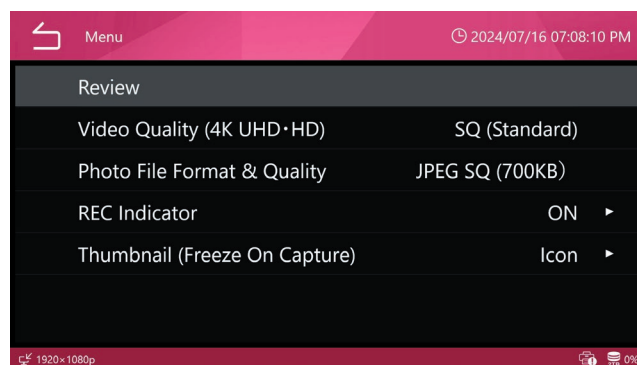 Menu
2024/07/16 07:08:10 PM
Review
Video Quality (4K UHD・HD) SQ (Standard)
Photo File Format & Quality JPEG SQ (700KB）
REC Indicator ON ►
Thumbnail (Freeze On Capture) Icon ►
1920×1080p
2TB 0%